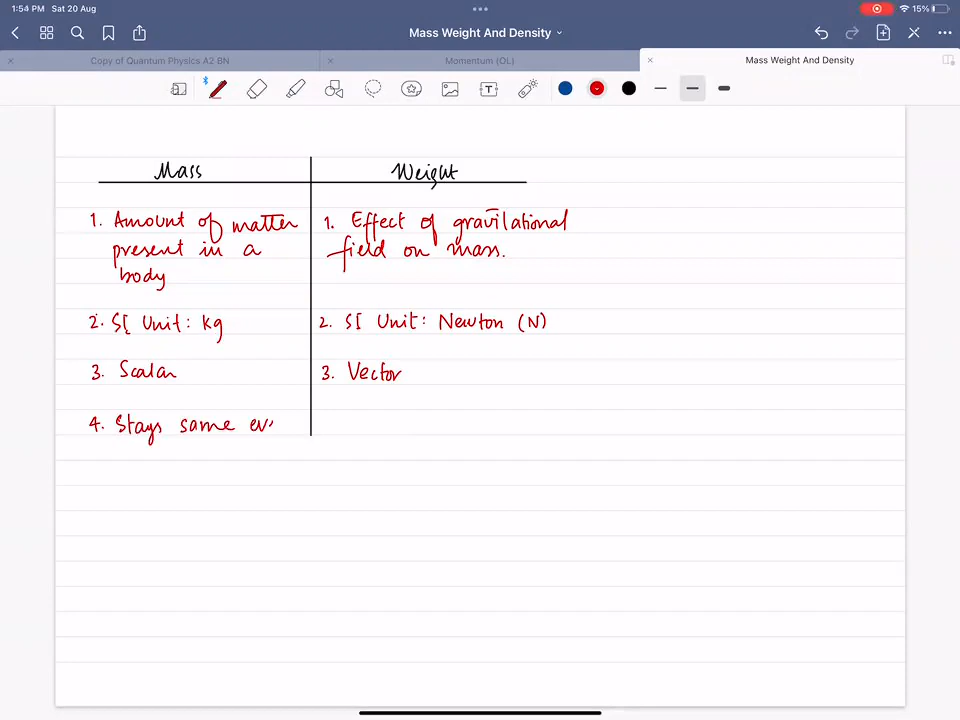 1:54 PM Sat 20 Aug
15%
Mass Weight And Density
Copy of Quantum Physics A2 BN
Momentum (OL)
Mass Weight And Density
T
Mass
Weight
1. Amount of matter
present in a
body
1. Effect of gravitational
field on mass.
2. SI Unit: kg
2. SI Unit: Newton (N)
3. Scalar
3. Vector
4. Stays same ev